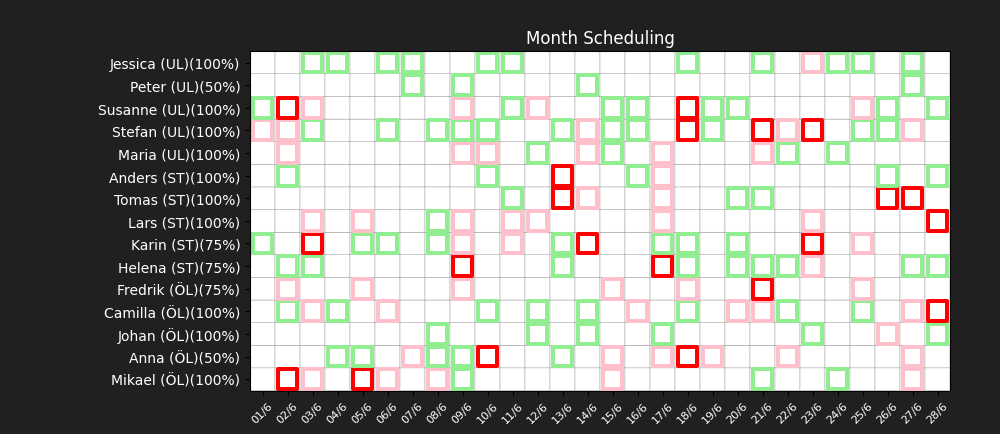 Month Scheduling
Jessica (UL)(100%)
Peter (UL)(50%)
Susanne (UL)(100%)
Stefan (UL)(100%)
Maria (UL)(100%)
Anders (ST)(100%)
Tomas (ST)(100%)
Lars (ST)(100%)
Karin (ST)(75%)
Helena (ST)(75%)
Fredrik (ÖL)(75%)
Camilla (ÖL)(100%)
Johan (ÖL)(100%)
Anna (ÖL)(50%)
Mikael (ÖL)(100%)
01/6 02/6 03/6 04/6 05/6 06/6 07/6 08/6 09/6 10/6 11/6 12/6 13/6 14/6 15/6 16/6 17/6 18/6 19/6 20/6 21/6 22/6 23/6 24/6 25/6 26/6 27/6 28/6